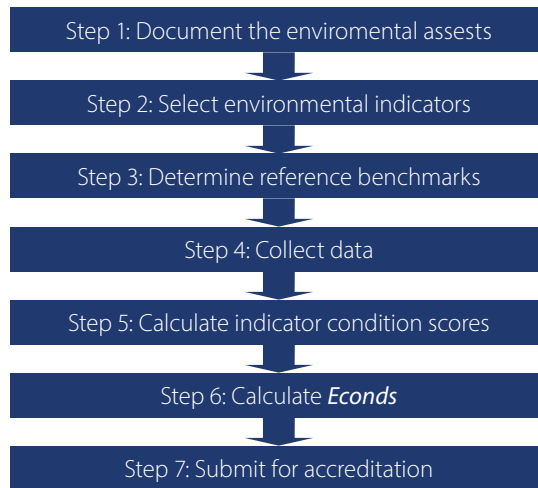 Step 1: Document the enviromental assests
Step 2: Select environmental indicators
Step 3: Determine reference benchmarks
Step 4: Collect data
Step 5: Calculate indicator condition scores
Step 6: Calculate Econds
Step 7: Submit for accreditation